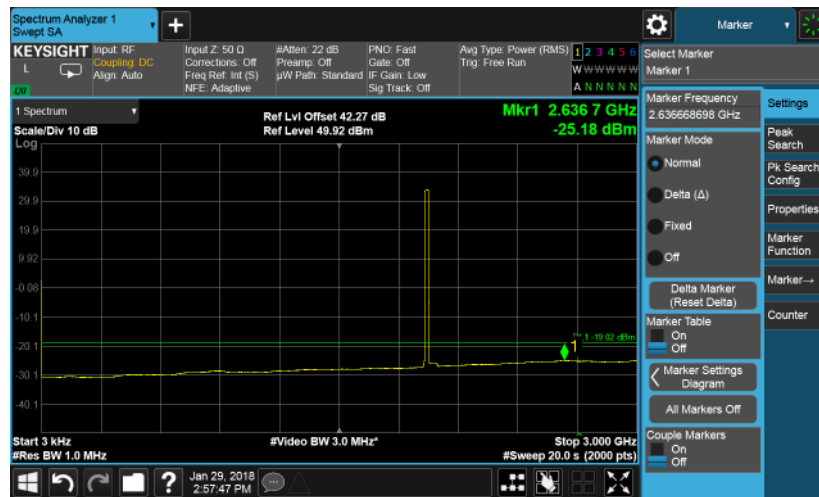 Spectrum Analyzer 1
Swept SA
+
Marker
KEYSIGHT
L
LXI
Input: RF
Coupling: DC
Align: Auto
Input Z: 50 Ω
Corrections: Off
Freq Ref: Int (S)
NFE: Adaptive
#Atten: 22 dB
Preamp: Off
µW Path: Standard
PNO: Fast
Gate: Off
IF Gain: Low
Sig Track: Off
Avg Type: Power (RMS)
Trig: Free Run
1 2 3 4 5 6
W W W W W W
A N N N N N
Select Marker
Marker 1
1 Spectrum
Scale/Div 10 dB
Log
Ref Lvl Offset 42.27 dB
Ref Level 49.92 dBm
Mkr1 2.636 7 GHz
-25.18 dBm
39.9
29.9
19.9
9.92
-0.08
-10.1
-20.1
-30.1
-40.1
1 -19.02 dBm
1
Start 3 kHz
#Res BW 1.0 MHz
#Video BW 3.0 MHz*
Stop 3.000 GHz
#Sweep 20.0 s (2000 pts)
Marker Frequency
2.636668698 GHz
Marker Mode
Normal
Delta (Δ)
Fixed
Off
Delta Marker
(Reset Delta)
Marker Table
On
Off
Marker Settings
Diagram
All Markers Off
Couple Markers
On
Off
Settings
Peak
Search
Pk Search
Config
Properties
Marker
Function
Marker→
Counter
?
Jan 29, 2018
2:57:47 PM